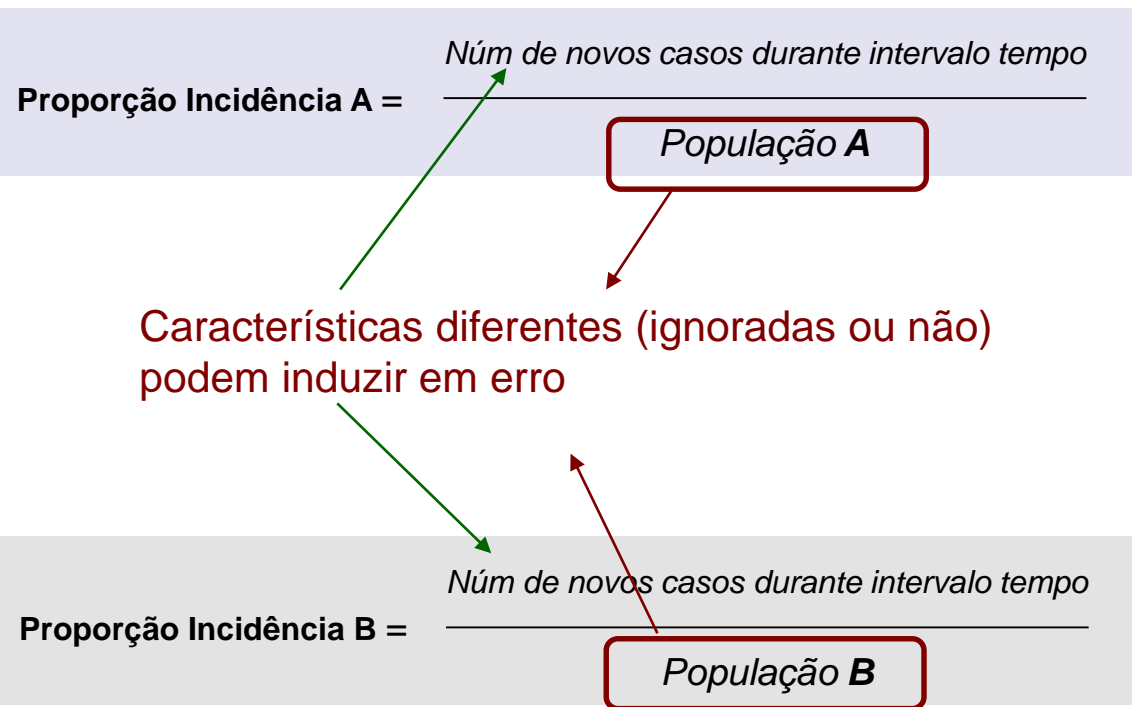 Núm de novos casos durante intervalo tempo
Proporção Incidência A =
População A
Características diferentes (ignoradas ou não)
podem induzir em erro
Núm de novos casos durante intervalo tempo
Proporção Incidência B =
População B